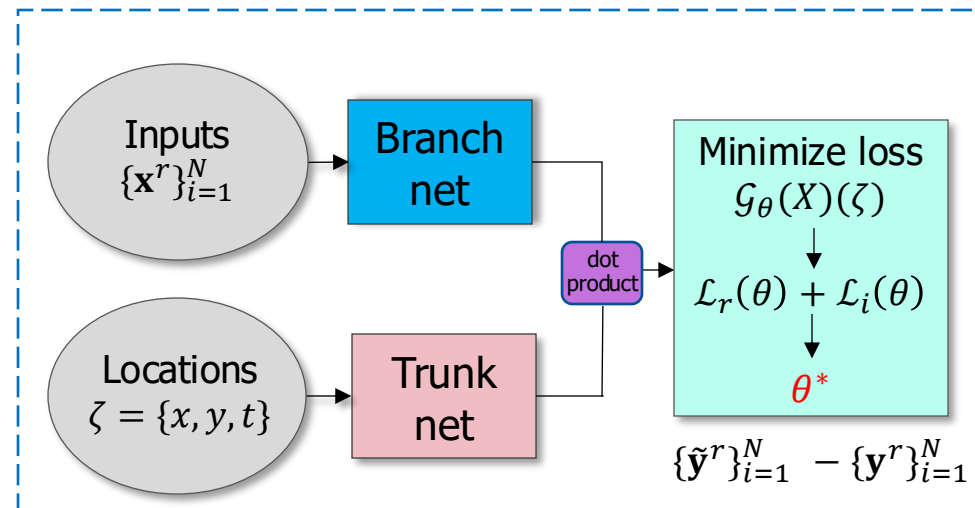 Inputs
{𝐱^r}_{i=1}^N
Branch
net
dot
product
Locations
ζ = {x, y, t}
Trunk
net
Minimize loss
𝒢_θ(X)(ζ)
ℒ_r(θ) + ℒ_i(θ)
θ*
{𝐲̃^r}_{i=1}^N − {𝐲^r}_{i=1}^N